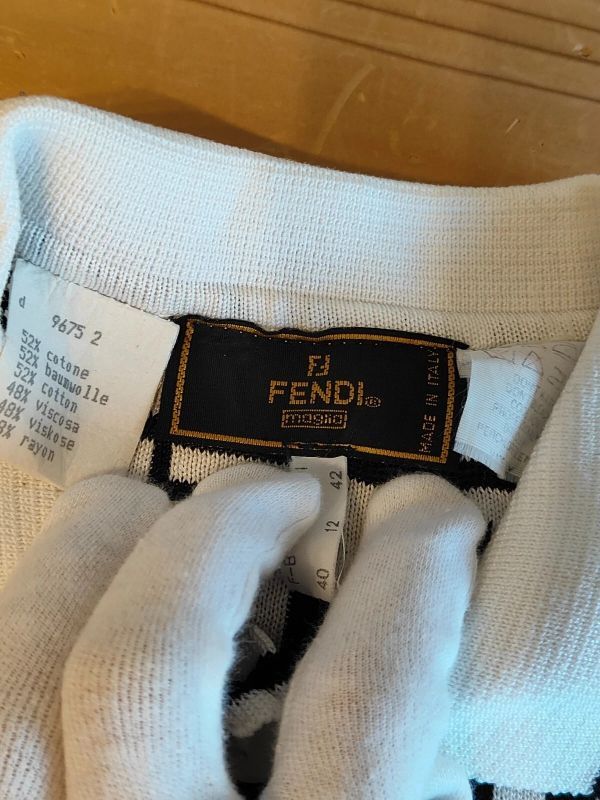 d 9675 2
52% cotone
52% baumwolle
52% cotton
48% viscosa
48% viskose
8% rayon
FENDI®
maglia
MADE IN ITALY
42
12
40